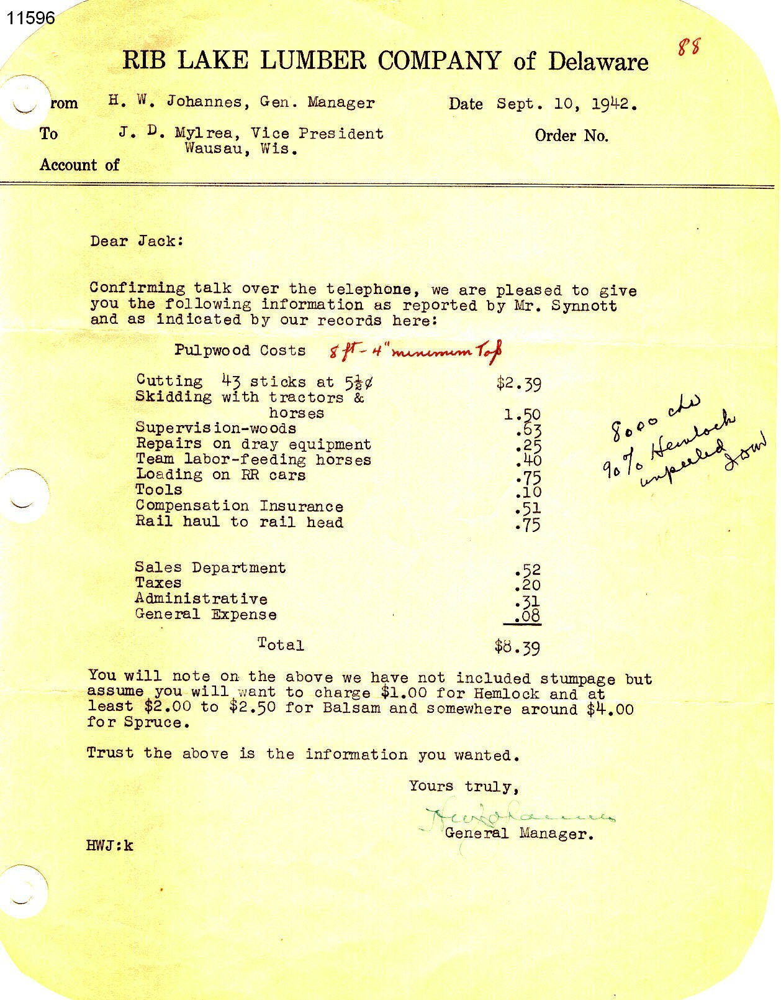 11596
88
RIB LAKE LUMBER COMPANY of Delaware
rom H. W. Johannes, Gen. Manager Date Sept. 10, 1942.
To J. D. Mylrea, Vice President Order No.
Wausau, Wis.
Account of
Dear Jack:
Confirming talk over the telephone, we are pleased to give
you the following information as reported by Mr. Synnott
and as indicated by our records here:
Pulpwood Costs 8 ft - 4" minimum Top
Cutting 43 sticks at 5½¢ $2.39
Skidding with tractors &
horses 1.50
Supervision-woods .63
Repairs on dray equipment .25
Team labor-feeding horses .40
Loading on RR cars .75
Tools .10
Compensation Insurance .51
Rail haul to rail head .75
8000 cds
90% Hemlock
unpeeled
Sales Department .52
Taxes .20
Administrative .31
General Expense .08
Total $8.39
You will note on the above we have not included stumpage but
assume you will want to charge $1.00 for Hemlock and at
least $2.00 to $2.50 for Balsam and somewhere around $4.00
for Spruce.
Trust the above is the information you wanted.
Yours truly,
HWJohannes
General Manager.
HWJ:k